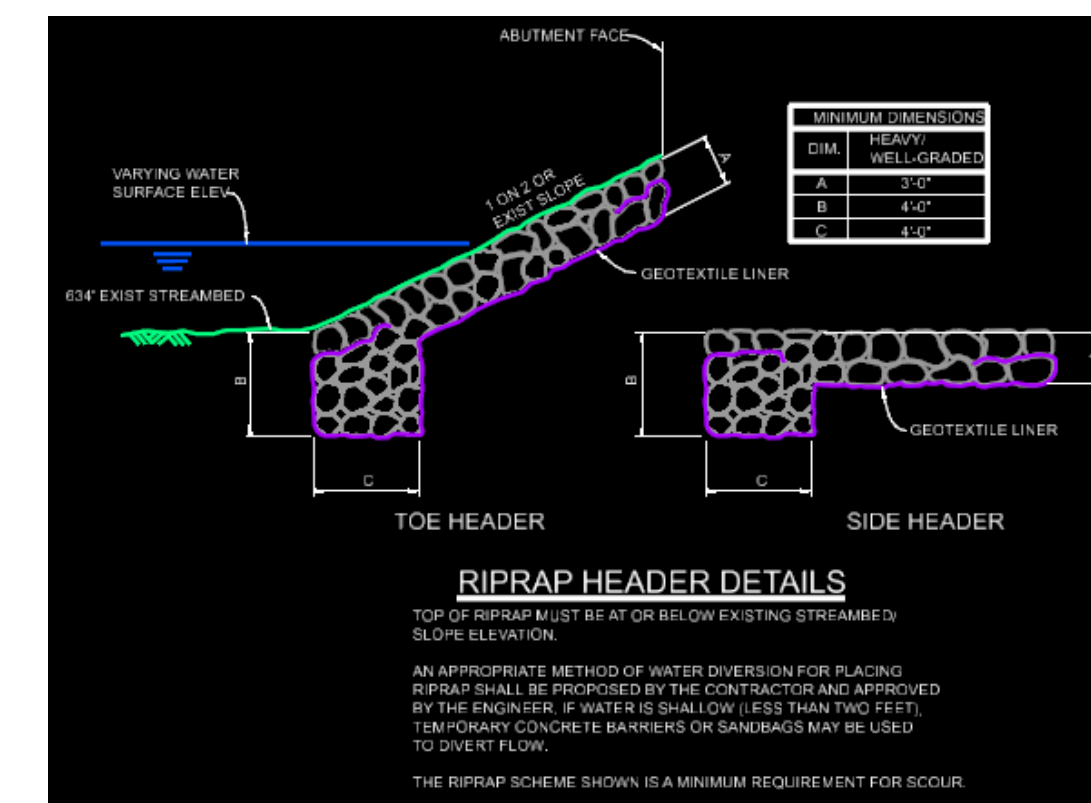 ABUTMENT FACE
MINIMUM DIMENSIONS
DIM.
HEAVY/
WELL-GRADED
A
3'-0"
B
4'-0"
C
4'-0"
VARYING WATER
SURFACE ELEV
1 ON 2 OR
EXIST SLOPE
A
GEOTEXTILE LINER
634' EXIST STREAMBED
B
C
TOE HEADER
B
C
GEOTEXTILE LINER
SIDE HEADER
RIPRAP HEADER DETAILS
TOP OF RIPRAP MUST BE AT OR BELOW EXISTING STREAMBED/
SLOPE ELEVATION.
AN APPROPRIATE METHOD OF WATER DIVERSION FOR PLACING
RIPRAP SHALL BE PROPOSED BY THE CONTRACTOR AND APPROVED
BY THE ENGINEER, IF WATER IS SHALLOW (LESS THAN TWO FEET),
TEMPORARY CONCRETE BARRIERS OR SANDBAGS MAY BE USED
TO DIVERT FLOW.
THE RIPRAP SCHEME SHOWN IS A MINIMUM REQUIREMENT FOR SCOUR.